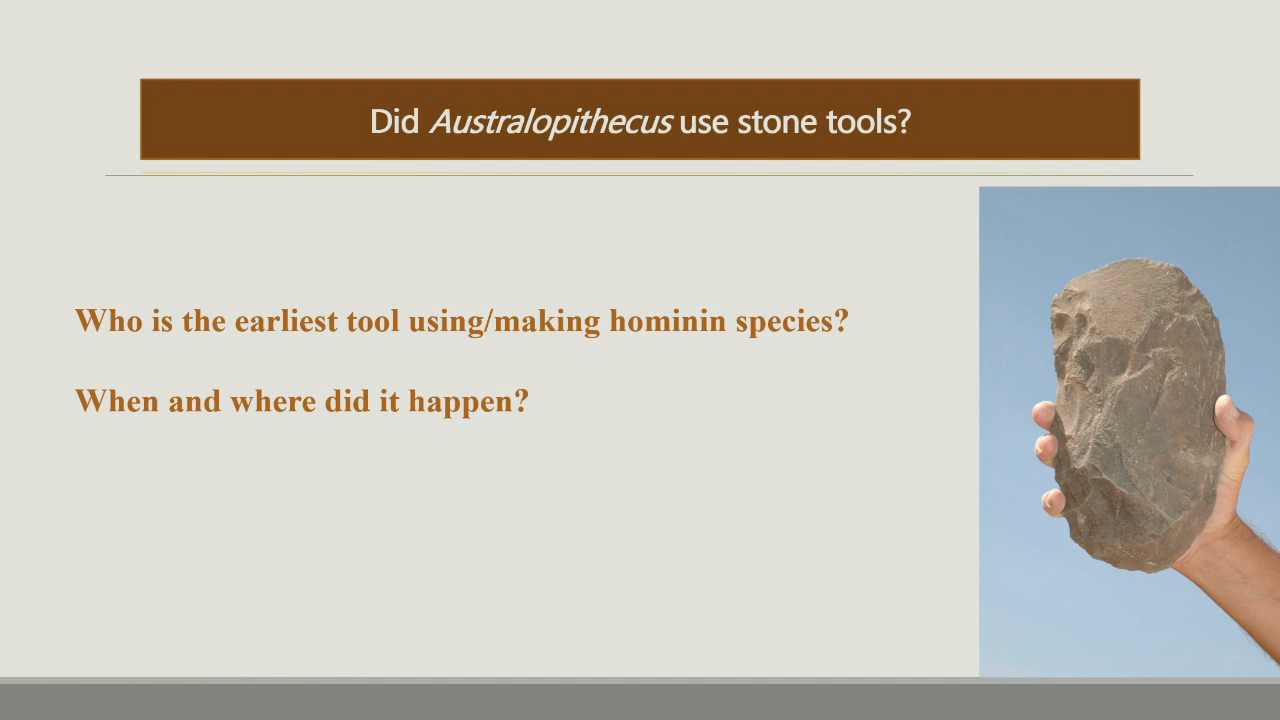 Did Australopithecus use stone tools?
Who is the earliest tool using/making hominin species?
When and where did it happen?